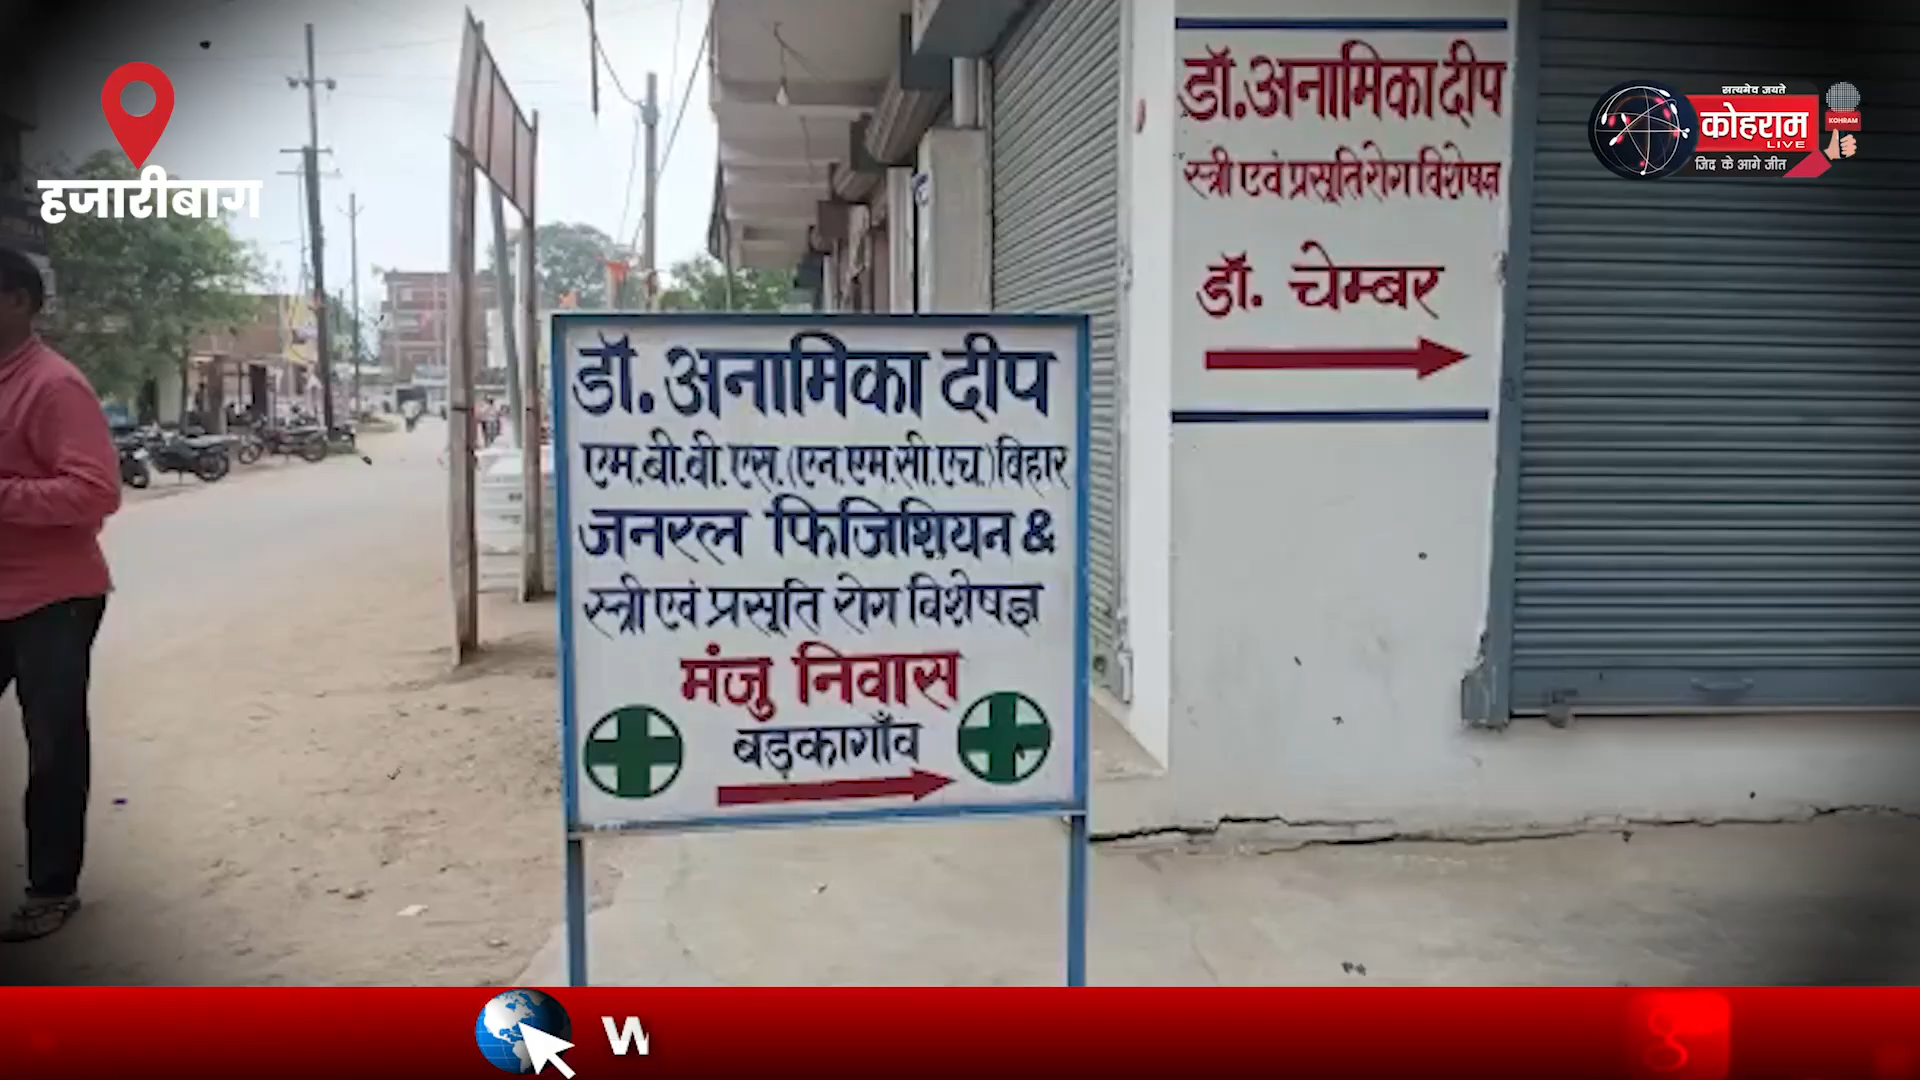 हजारीबाग
सत्यमेव जयते
कोहराम
LIVE
जिद के आगे जीत
KOHRAM
डॉ.अनामिका दीप
स्त्री एवं प्रसूति रोग विशेषज्ञ
डॉ. चेम्बर
डॉ. अनामिका दीप
एम.बी.बी.एस.(एन.एम.सी.एच.)विहार
जनरल फिजिशियन &
स्त्री एवं प्रसूति रोग विशेषज्ञ
मंजु निवास
बड़कागाँव
W